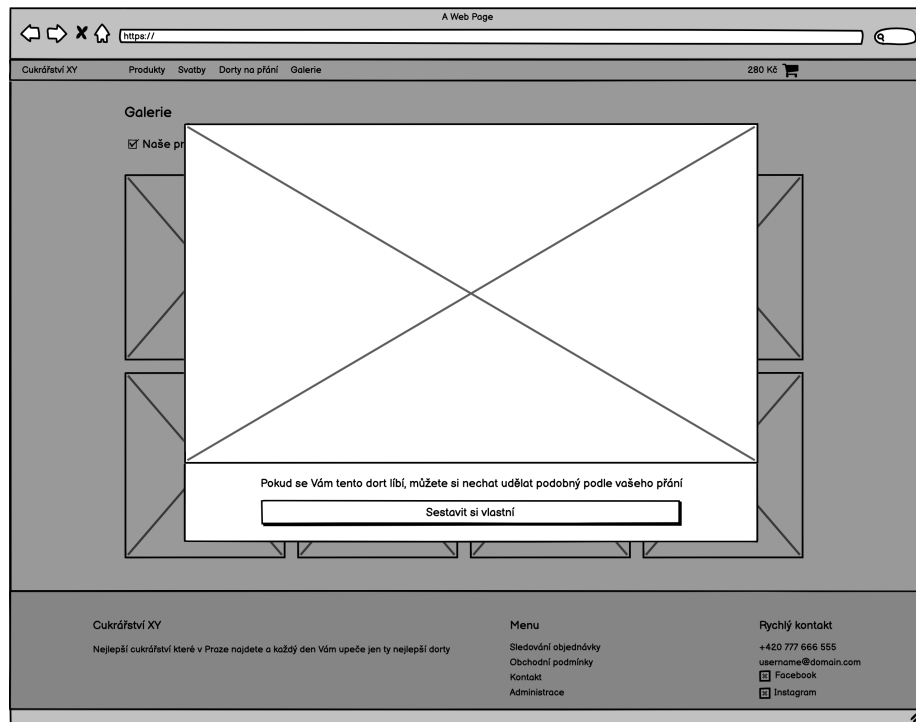 A Web Page
https://
Cukrářství XY Produkty Svatby Dorty na přání Galerie 280 Kč
Galerie
Naše pr
Pokud se Vám tento dort líbí, můžete si nechat udělat podobný podle vašeho přání
Sestavit si vlastní
Cukrářství XY
Nejlepší cukrářství které v Praze najdete a každý den Vám upeče jen ty nejlepší dorty
Menu
Sledování objednávky
Obchodní podmínky
Kontakt
Administrace
Rychlý kontakt
+420 777 666 555
username@domain.com
Facebook
Instagram